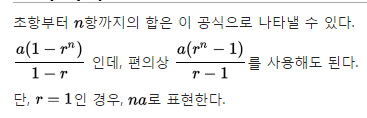 초항부터 n항까지의 합은 이 공식으로 나타낼 수 있다.
a(1 − rⁿ)/(1 − r) 인데, 편의상 a(rⁿ − 1)/(r − 1) 를 사용해도 된다.
단, r = 1인 경우, na로 표현한다.